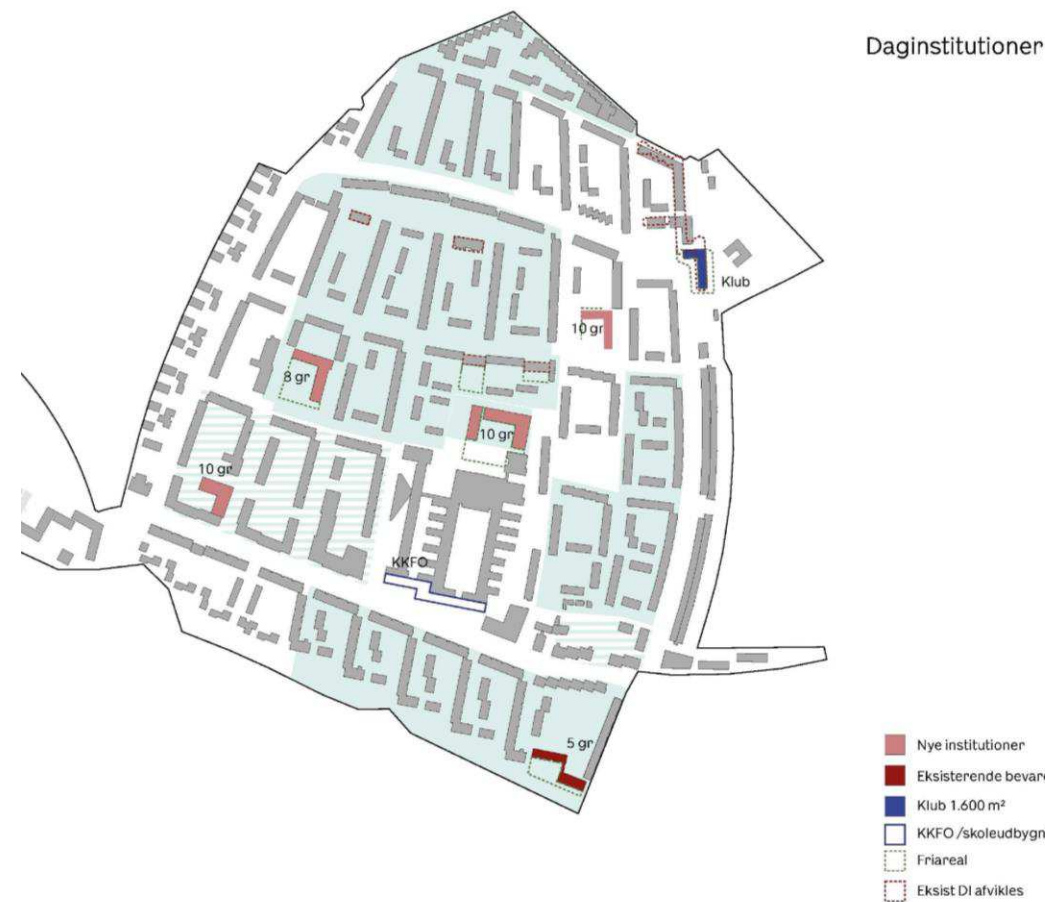 Daginstitutioner
Klub
10 gr
8 gr
10 gr
10 gr
KKFO
5 gr
Nye institutioner
Eksisterende bevare
Klub 1.600 m²
KKFO /skoleudbygn
Friareal
Eksist DI afvikles